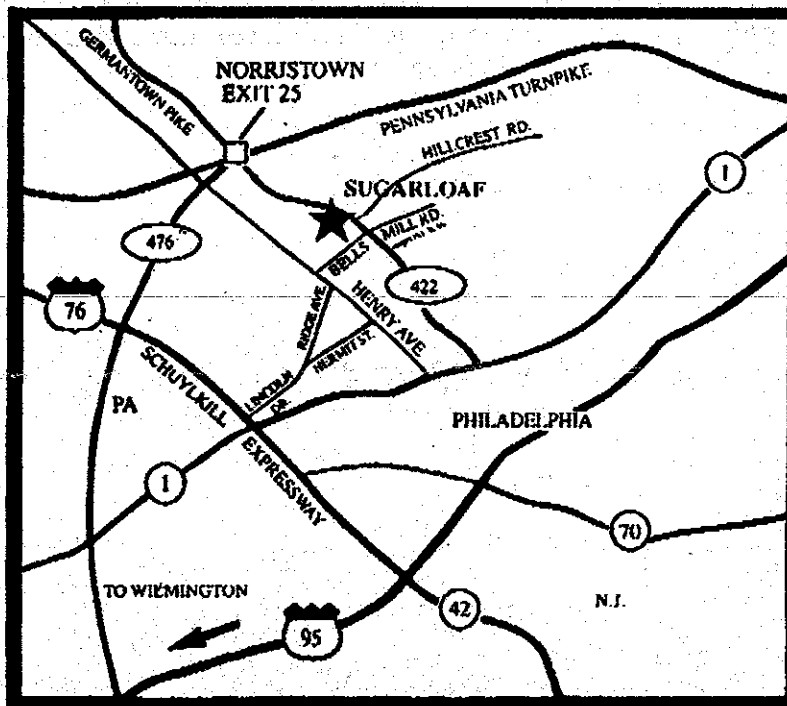 GERMANTOWN PIKE
NORRISTOWN
EXIT 25
PENNSYLVANIA TURNPIKE
HILLCREST RD.
1
SUGARLOAF
476
BELLS
MILL RD.
422
76
RIDGE AVE.
HENRY AVE
HERMIT ST.
SCHUYLKILL
EXPRESSWAY
LINCOLN
DR.
PA
PHILADELPHIA
1
70
TO WILMINGTON
95
42
N.J.